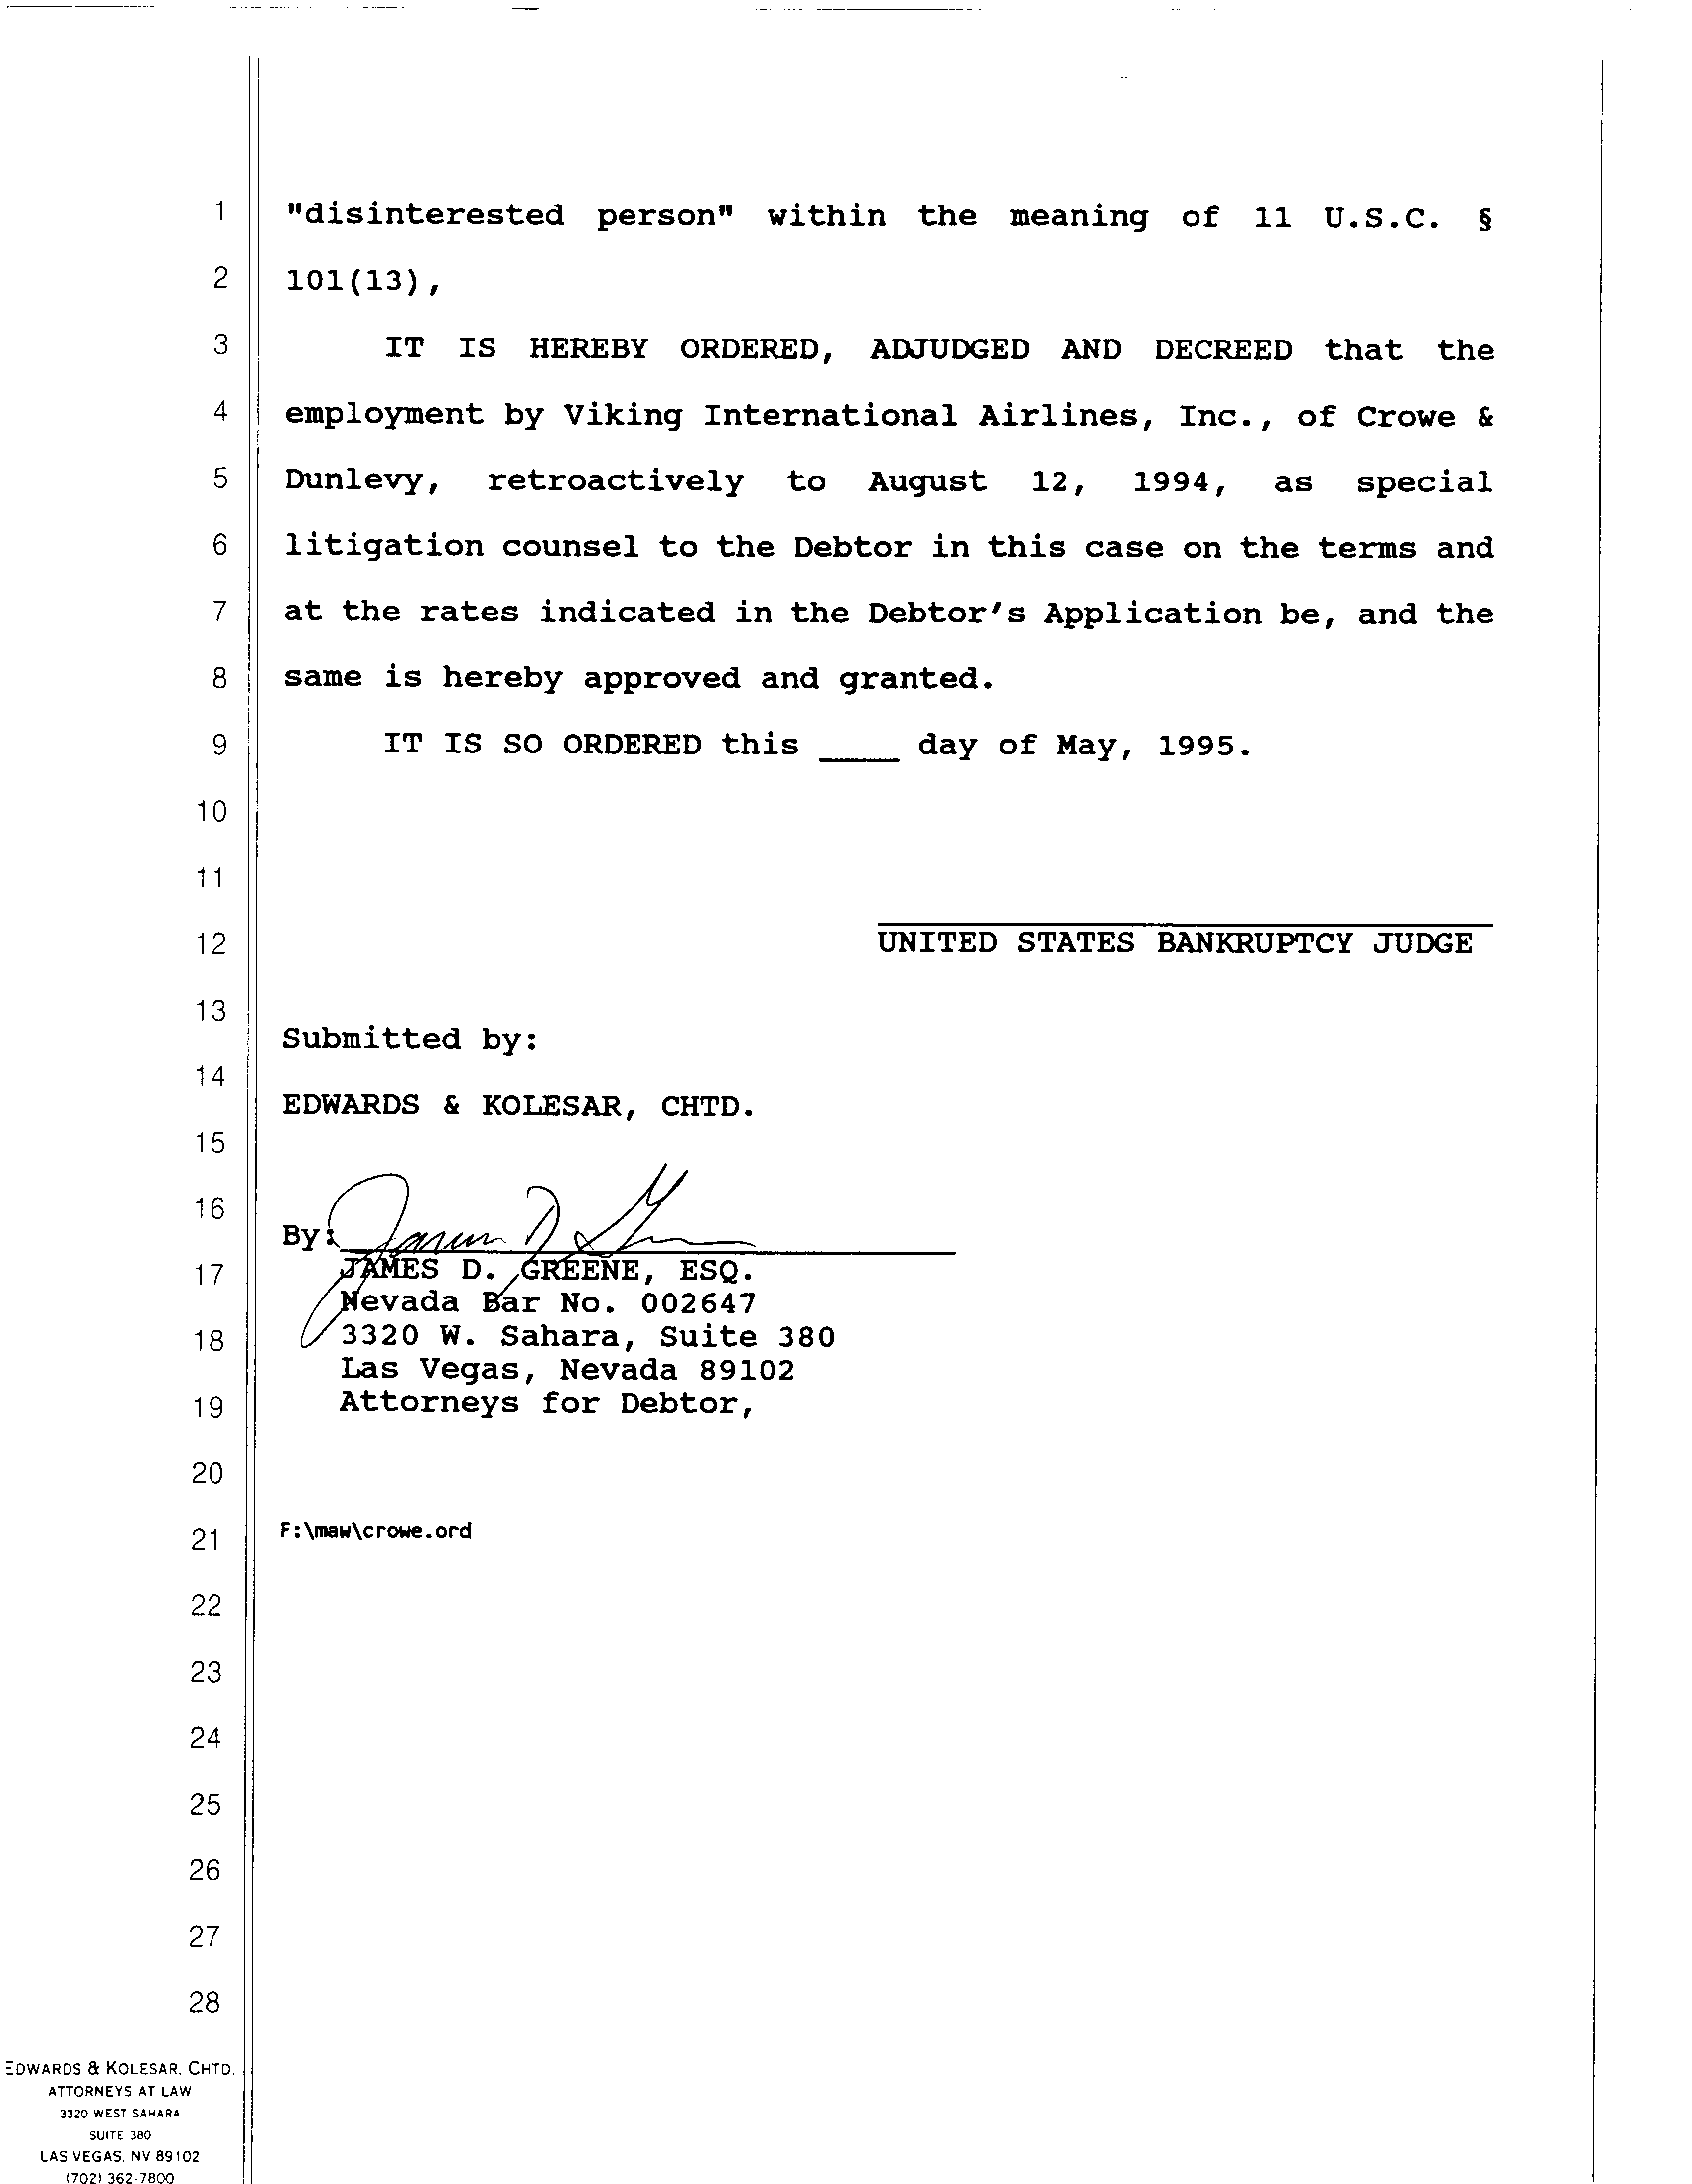 1 "disinterested person" within the meaning of 11 U.S.C. §
2 101(13),
3 IT IS HEREBY ORDERED, ADJUDGED AND DECREED that the
4 employment by Viking International Airlines, Inc., of Crowe &
5 Dunlevy, retroactively to August 12, 1994, as special
6 litigation counsel to the Debtor in this case on the terms and
7 at the rates indicated in the Debtor's Application be, and the
8 same is hereby approved and granted.
9 IT IS SO ORDERED this ____ day of May, 1995.
10
11
12 UNITED STATES BANKRUPTCY JUDGE
13
Submitted by:
14
EDWARDS & KOLESAR, CHTD.
15
16
By: James D. Greene
17 JAMES D. GREENE, ESQ.
Nevada Bar No. 002647
18 3320 W. Sahara, Suite 380
Las Vegas, Nevada 89102
19 Attorneys for Debtor,
20
21 F:\maw\crowe.ord
22
23
24
25
26
27
28
EDWARDS & KOLESAR, CHTD.
ATTORNEYS AT LAW
3320 WEST SAHARA
SUITE 380
LAS VEGAS, NV 89102
(702) 362-7800